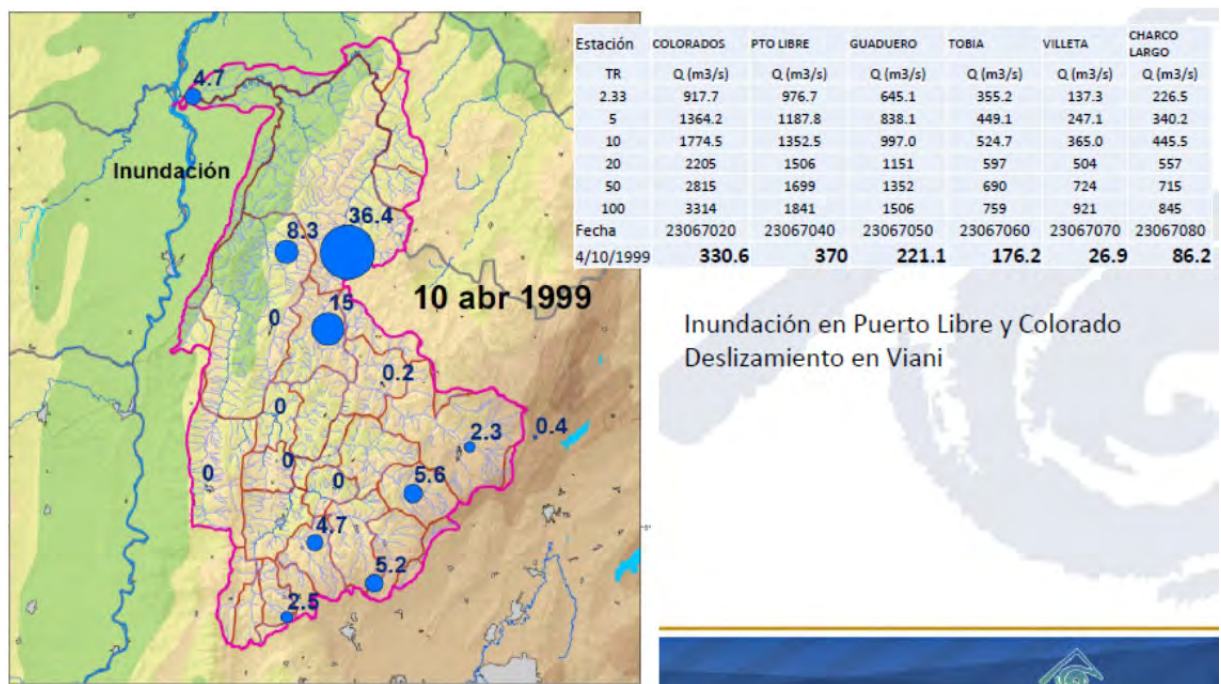 4.7
Inundación
36.4
8.3
10 abr 1999
15
0
0.2
0
0.4
2.3
0
0
0
5.6
4.7
5.2
2.5
Estación COLORADOS PTO LIBRE GUADUERO TOBIA VILLETA CHARCO LARGO
TR Q (m3/s) Q (m3/s) Q (m3/s) Q (m3/s) Q (m3/s) Q (m3/s)
2.33 917.7 976.7 645.1 355.2 137.3 226.5
5 1364.2 1187.8 838.1 449.1 247.1 340.2
10 1774.5 1352.5 997.0 524.7 365.0 445.5
20 2205 1506 1151 597 504 557
50 2815 1699 1352 690 724 715
100 3314 1841 1506 759 921 845
Fecha 23067020 23067040 23067050 23067060 23067070 23067080
4/10/1999 330.6 370 221.1 176.2 26.9 86.2
Inundación en Puerto Libre y Colorado
Deslizamiento en Viani